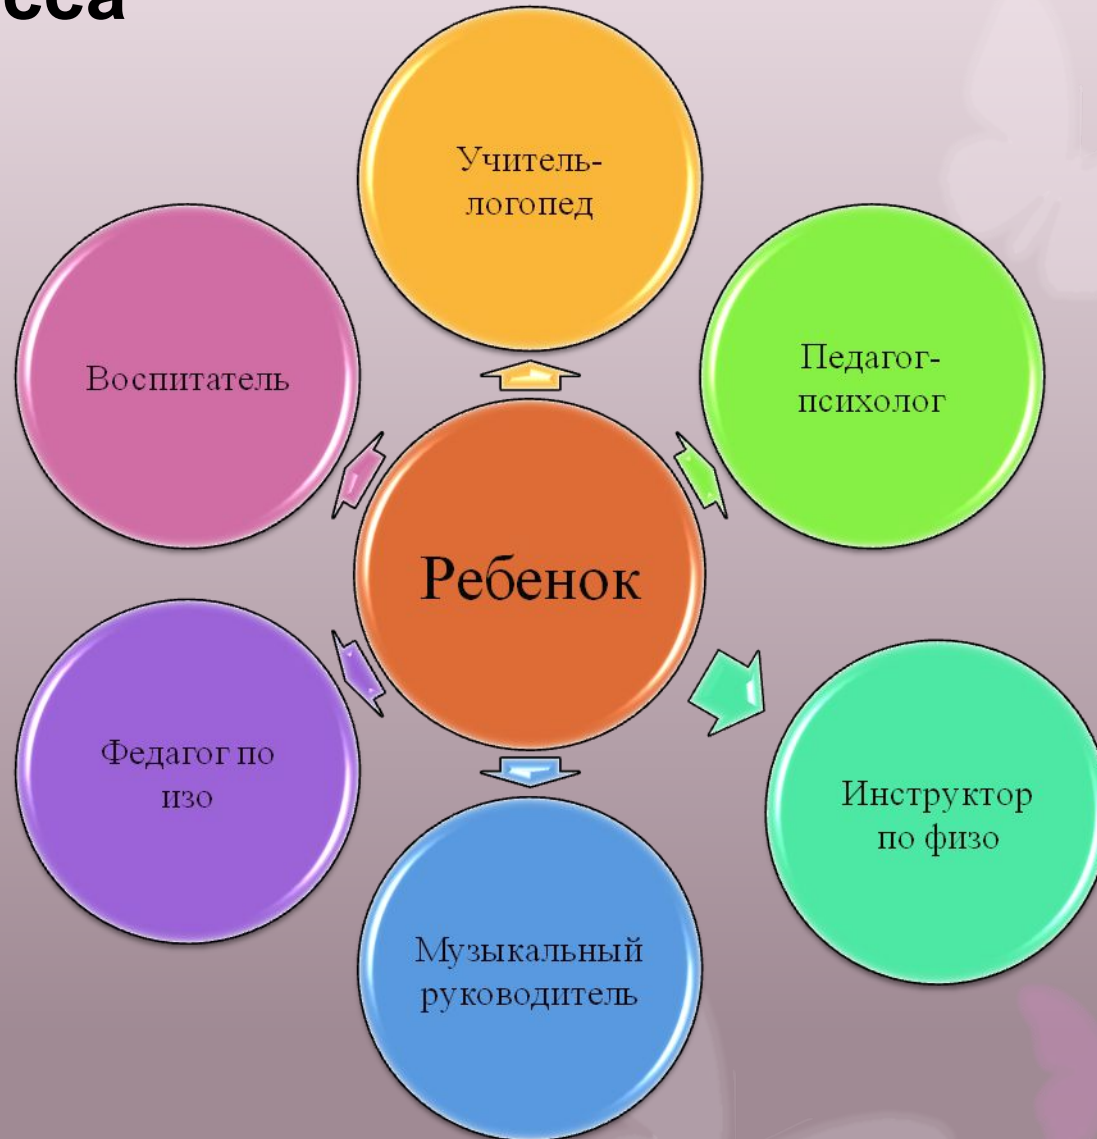 сса
Учитель-
логопед
Воспитатель
Педагог-
психолог
Ребенок
Федагог по
изо
Инструктор
по физо
Музыкальный
руководитель